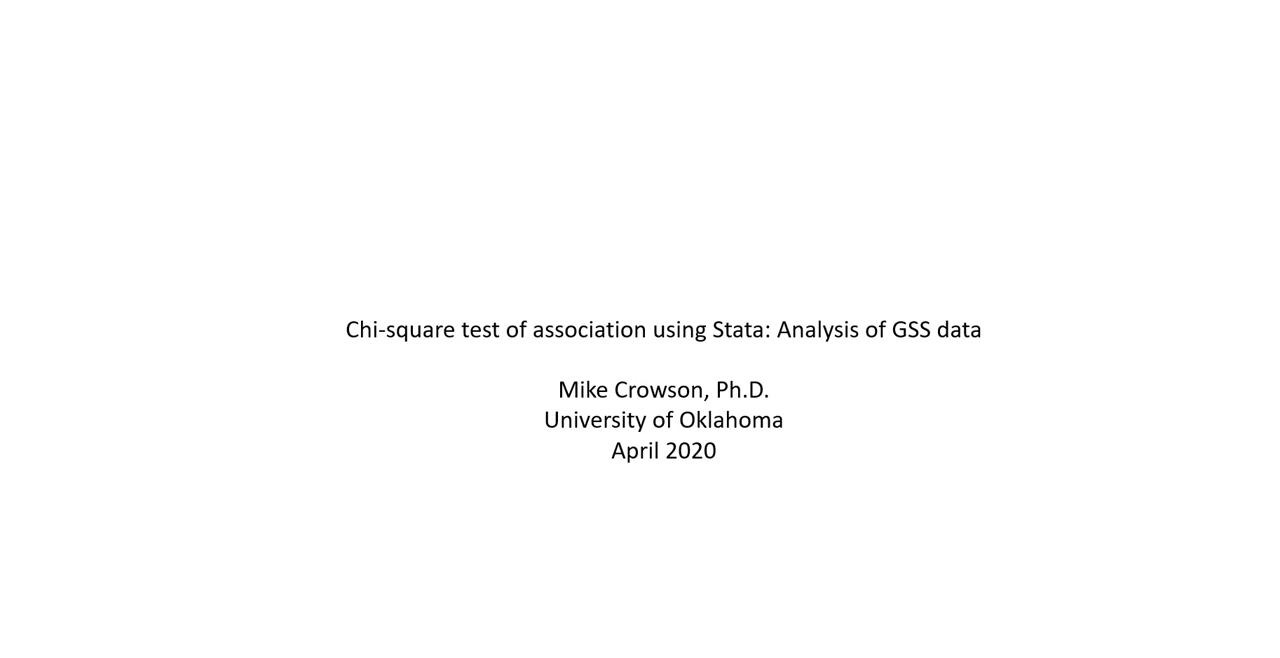 Chi-square test of association using Stata: Analysis of GSS data
Mike Crowson, Ph.D.
University of Oklahoma
April 2020